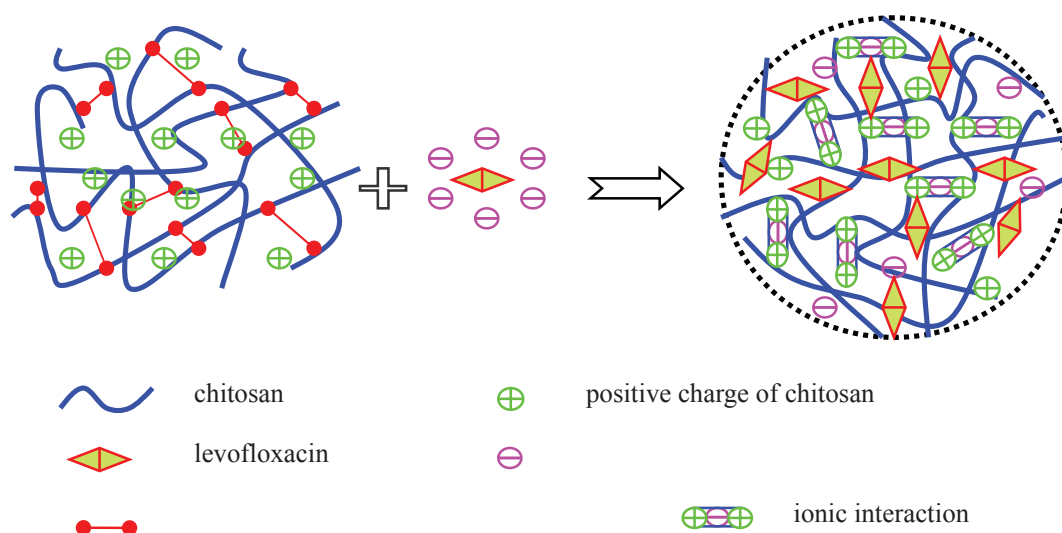 chitosan
positive charge of chitosan
levofloxacin
ionic interaction